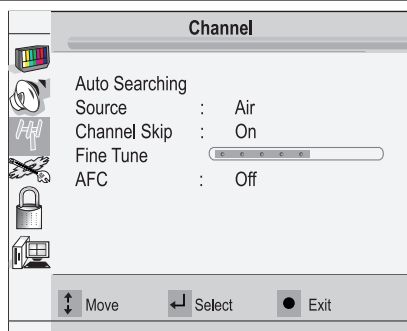 Channel
Auto Searching
Source : Air
Channel Skip : On
Fine Tune
AFC : Off
Move Select Exit